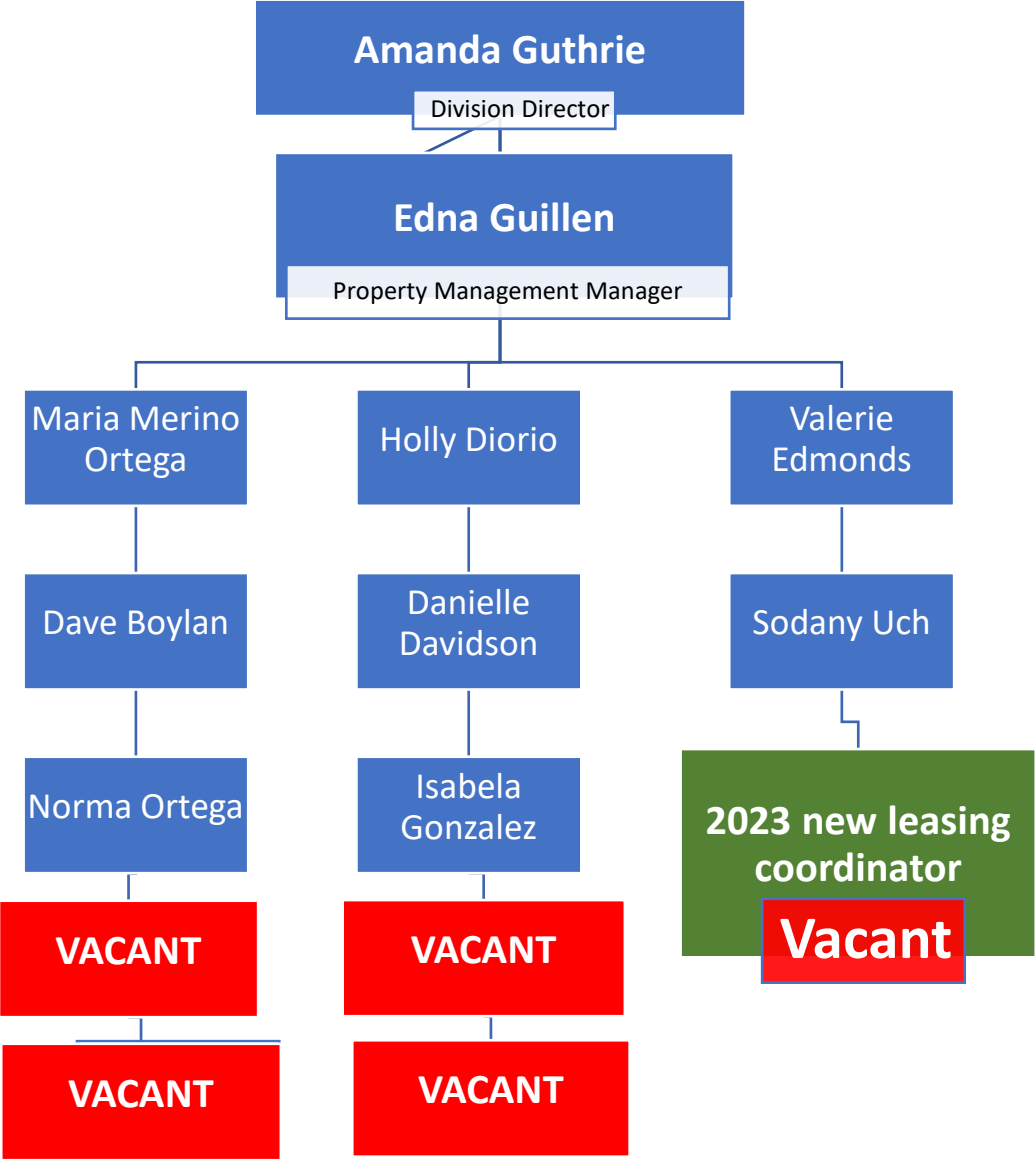 Amanda Guthrie
Division Director
Edna Guillen
Property Management Manager
Maria Merino
Ortega
Holly Diorio
Valerie
Edmonds
Dave Boylan
Danielle
Davidson
Sodany Uch
Norma Ortega
Isabela
Gonzalez
2023 new leasing
coordinator
Vacant
VACANT
VACANT
VACANT
VACANT